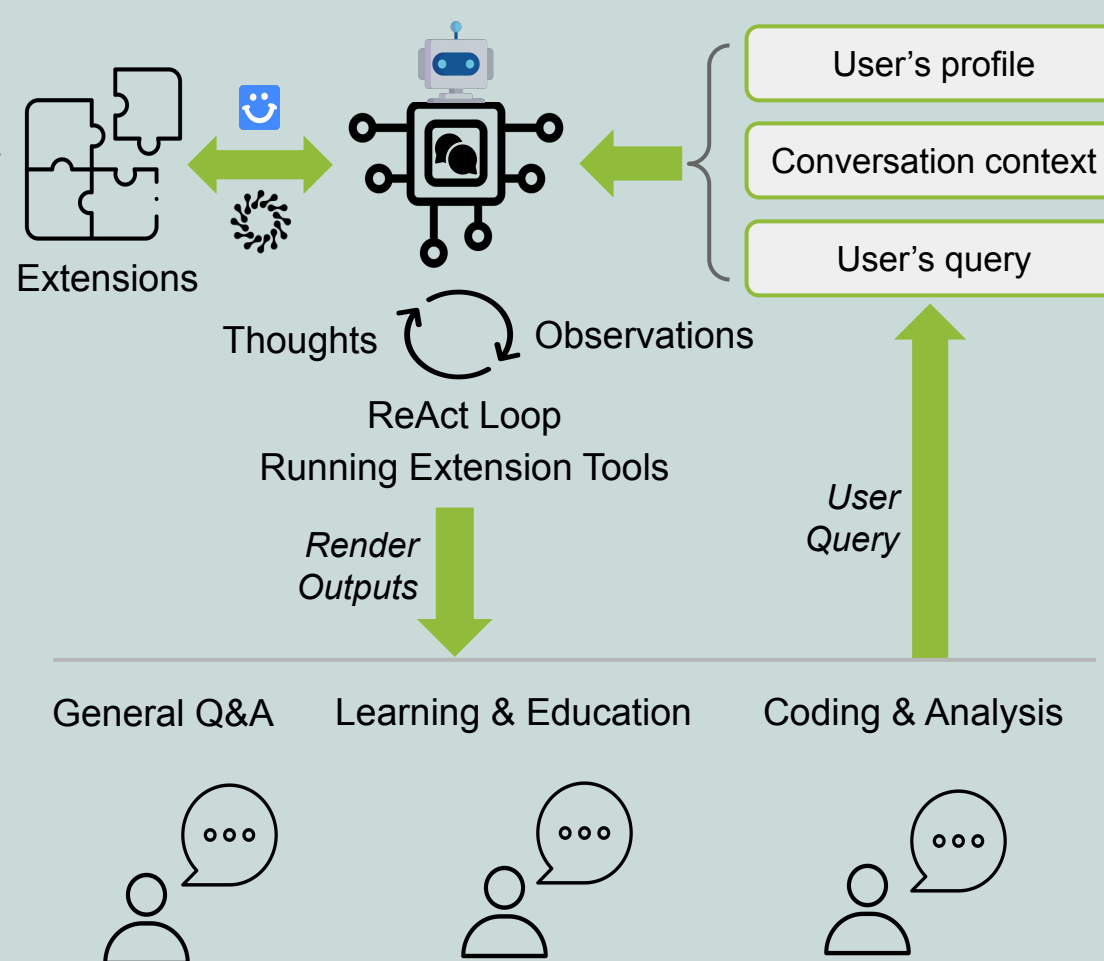 User’s profile
Conversation context
User’s query
Extensions
Thoughts
Observations
ReAct Loop
Running Extension Tools
Render
Outputs
User
Query
General Q&A
Learning & Education
Coding & Analysis